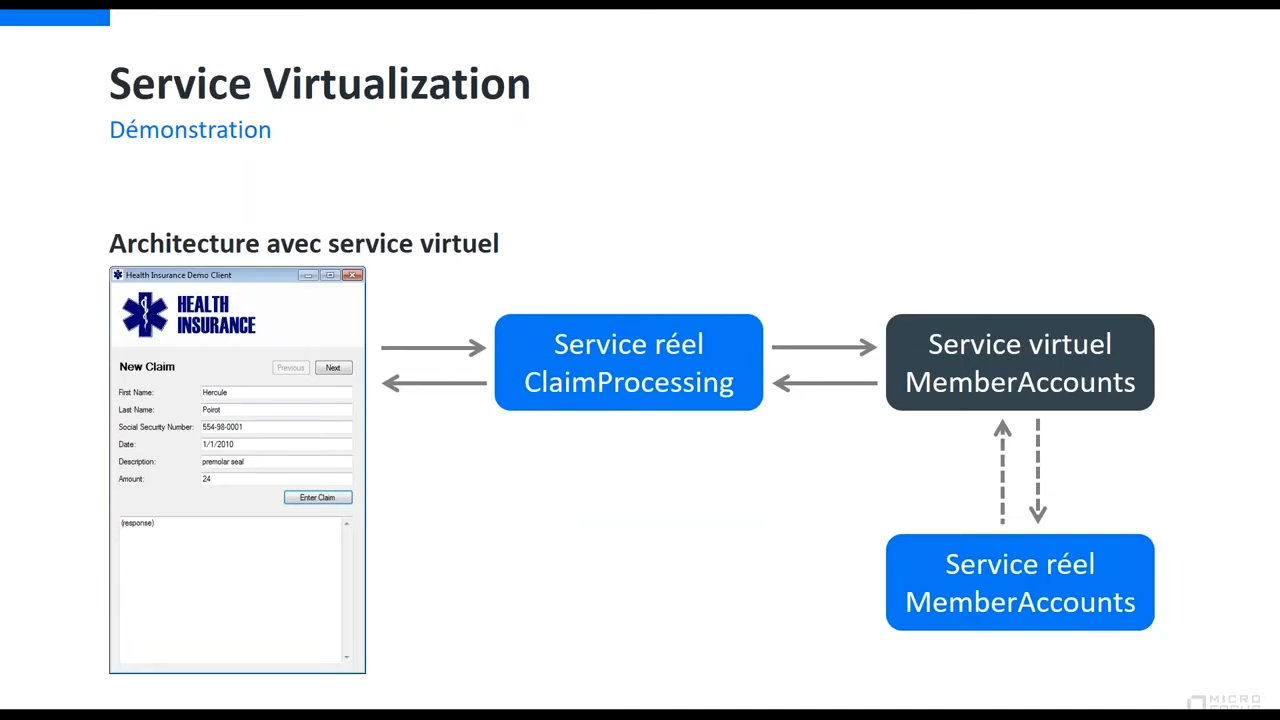 Service Virtualization
Démonstration
Architecture avec service virtuel
Health Insurance Demo Client
HEALTH
INSURANCE
New Claim
Previous
Next
First Name: Hercule
Last Name: Poirot
Social Security Number: 554-98-0001
Date: 1/1/2010
Description: premolar seal
Amount: 24
Enter Claim
(response)
Service réel
ClaimProcessing
Service virtuel
MemberAccounts
Service réel
MemberAccounts
MICRO
FOCUS